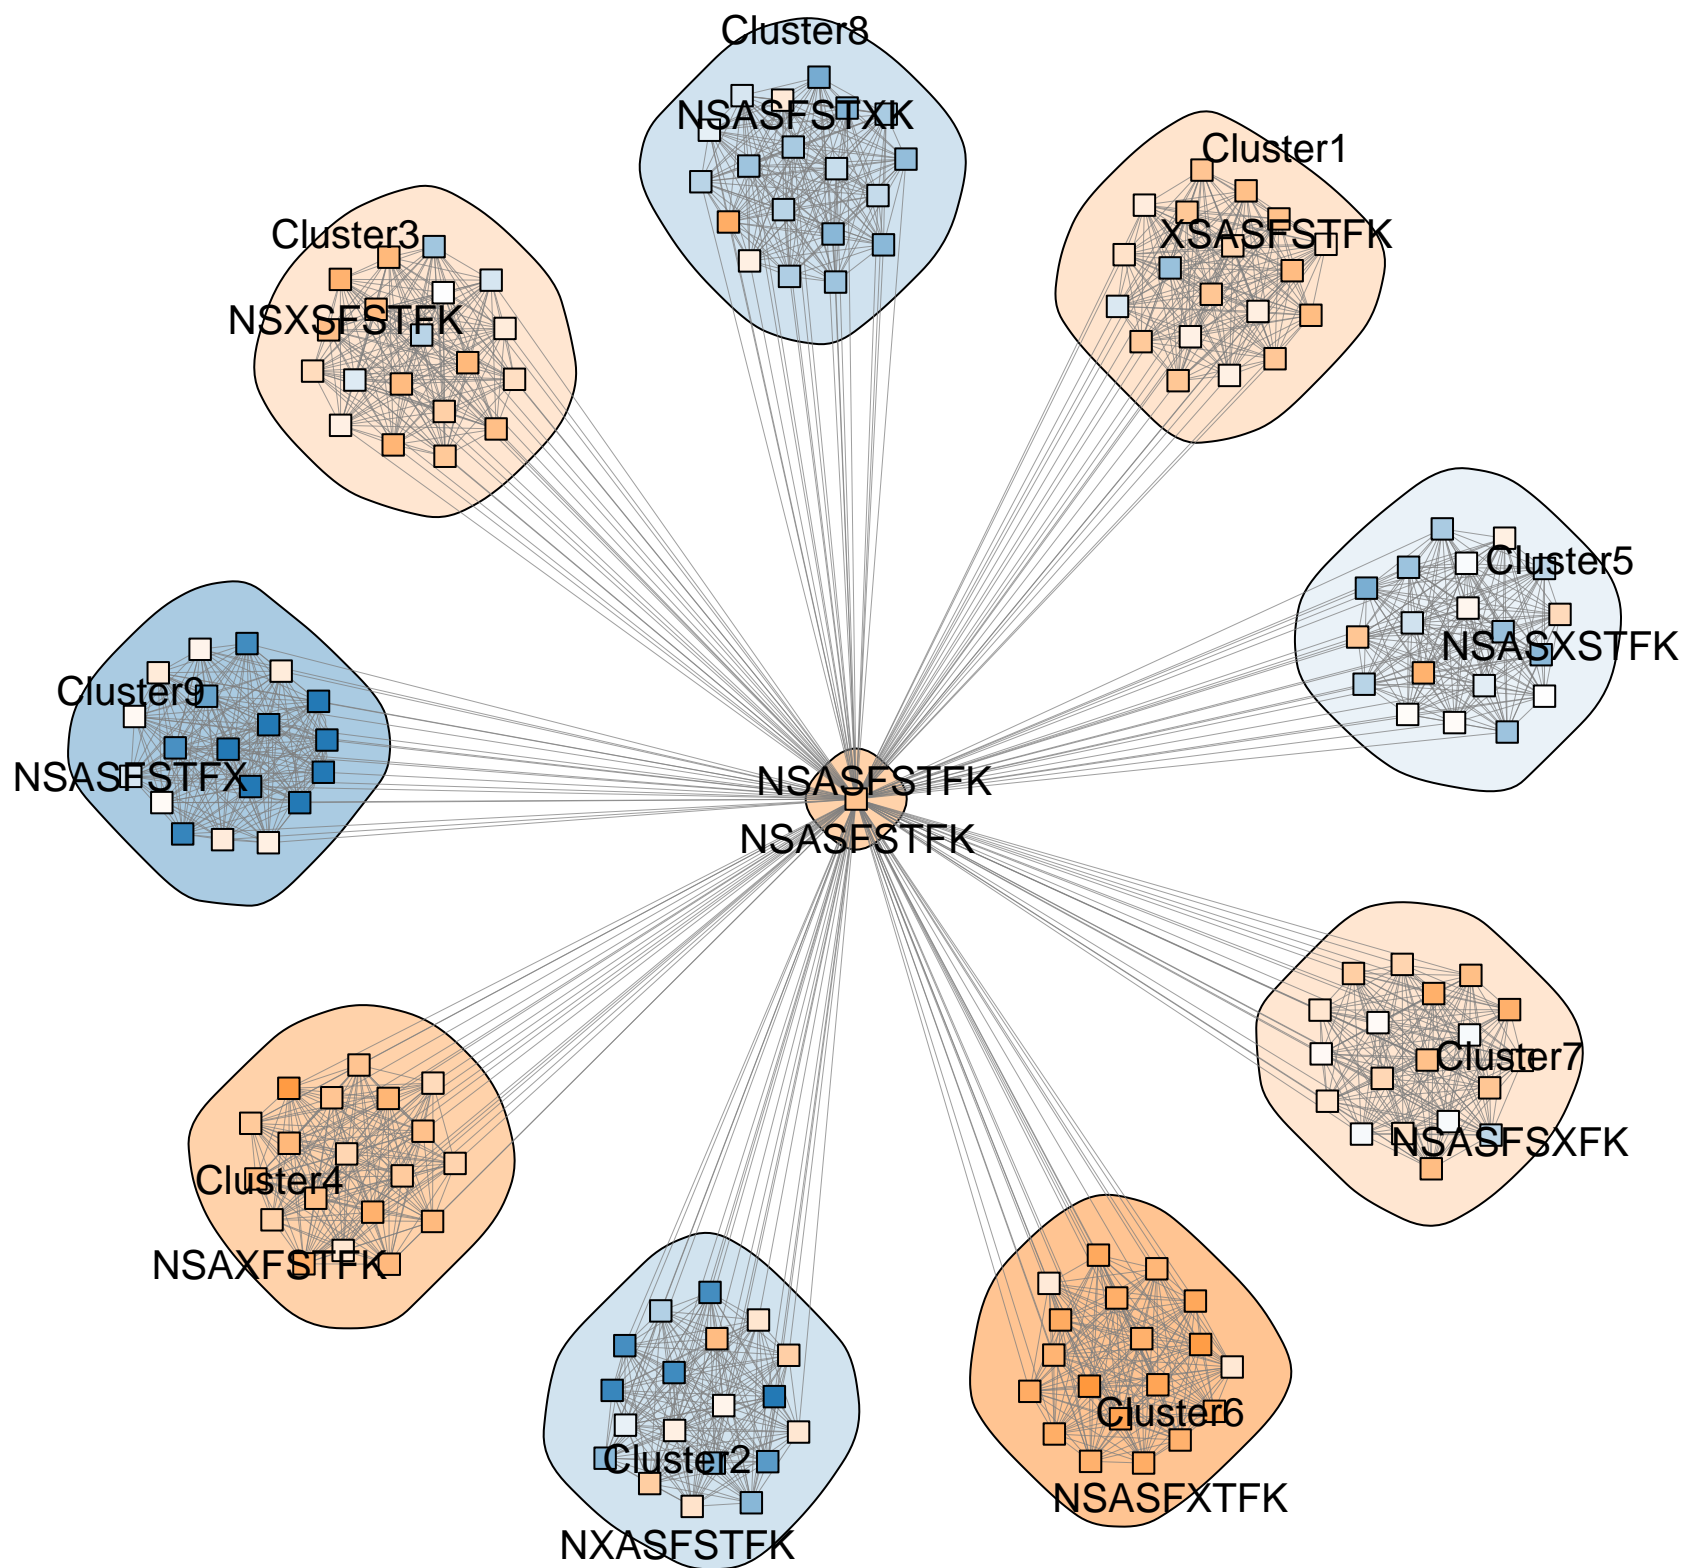 Cluster8
NSASFSTXK
Cluster1
XSASFSTFK
Cluster3
NSXSFSTFK
Cluster5
NSASXSTFK
Cluster9
NSASFSTFX
NSASFSTFK
NSASFSTFK
Cluster7
NSASFSXFK
Cluster4
NSAXFSTFK
Cluster6
NSASFXTFK
Cluster2
NXASFSTFK